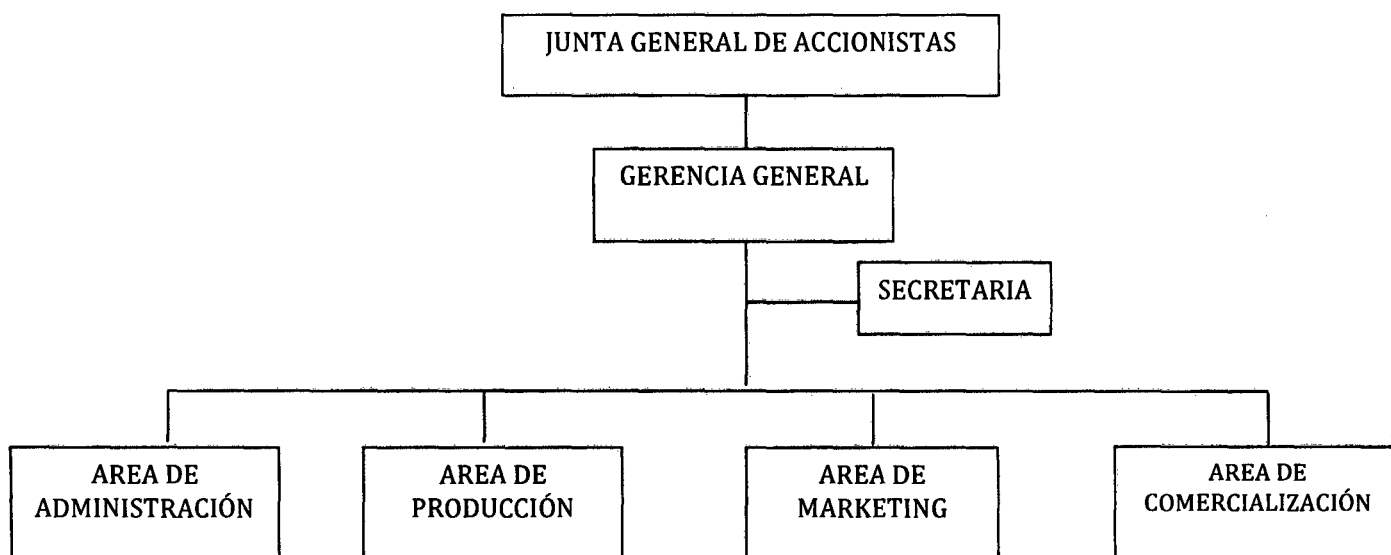 JUNTA GENERAL DE ACCIONISTAS
GERENCIA GENERAL
SECRETARIA
AREA DE
ADMINISTRACIÓN
AREA DE
PRODUCCIÓN
AREA DE
MARKETING
AREA DE
COMERCIALIZACIÓN